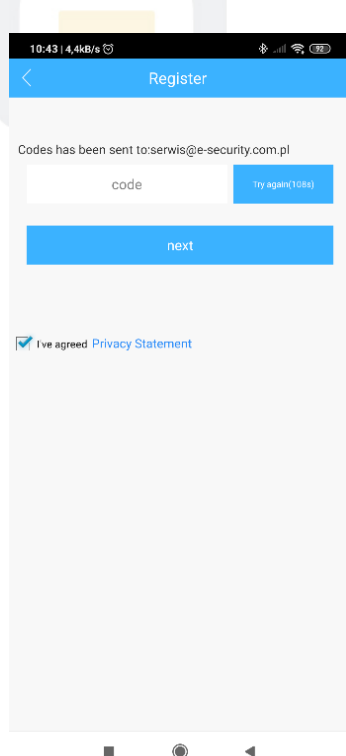 10:43 | 4,4kB/s
92
Register
Codes has been sent to:serwis@e-security.com.pl
code
Try again(108s)
next
I've agreed Privacy Statement